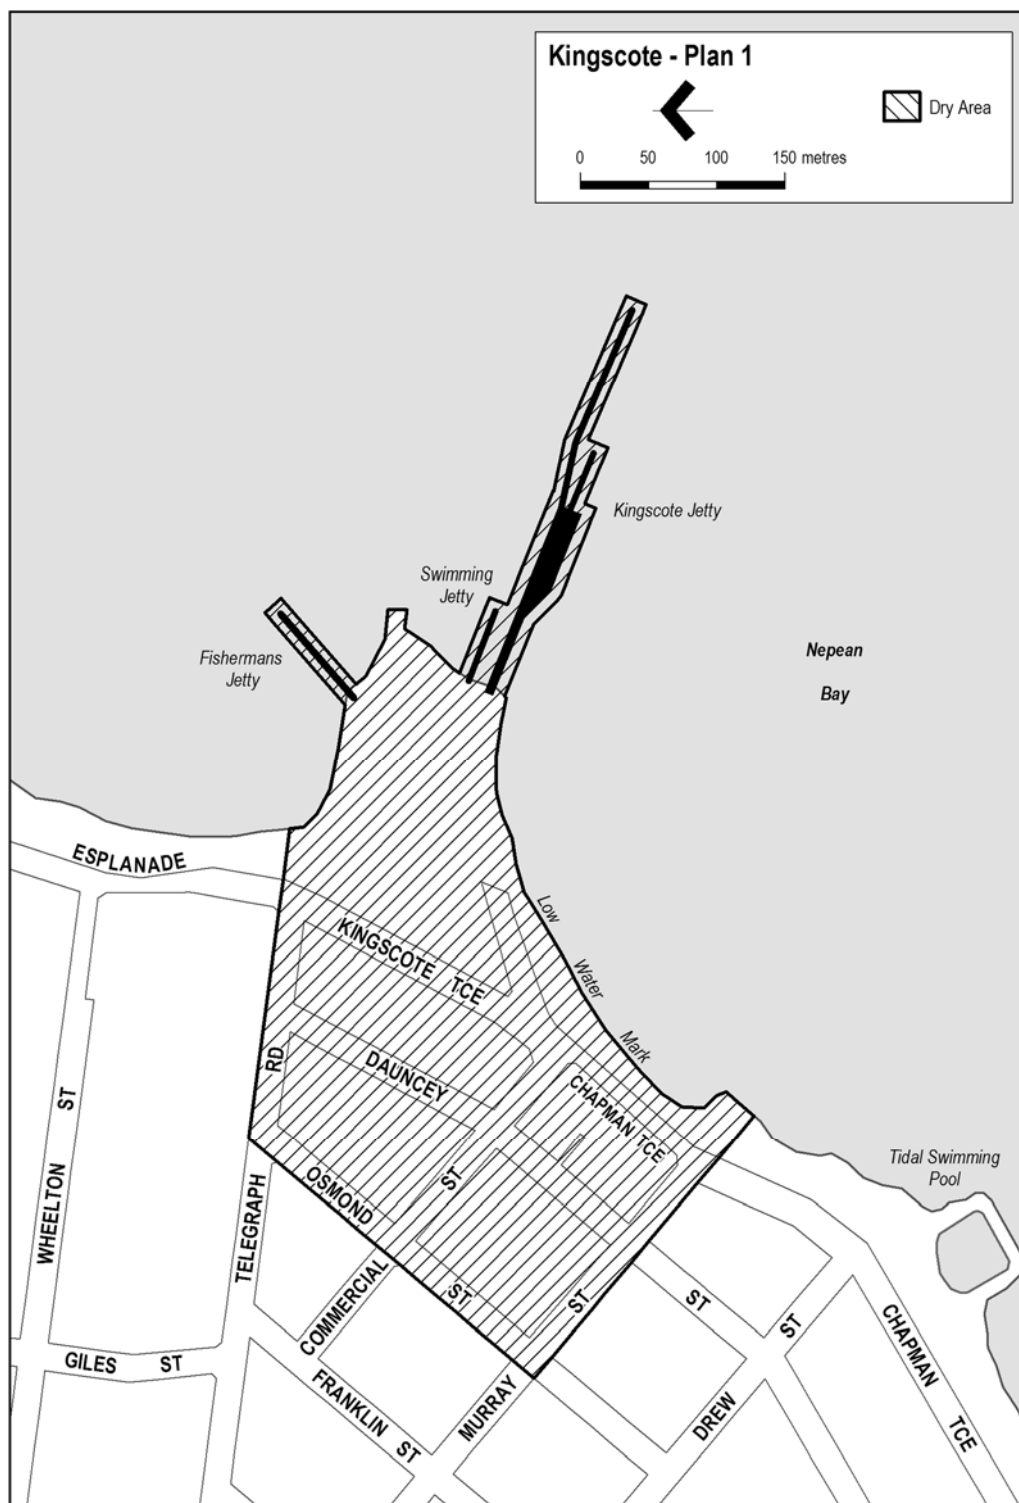 Kingscote - Plan 1
Dry Area
0 50 100 150 metres
Kingscote Jetty
Swimming
Jetty
Fishermans
Jetty
Nepean
Bay
ESPLANADE
KINGSCOTE TCE
Low Water Mark
DAUNCEY ST
RD
CHAPMAN TCE
Tidal Swimming
Pool
WHEELTON ST
OSMOND ST
TELEGRAPH
COMMERCIAL
ST
ST
ST
GILES ST
FRANKLIN ST
MURRAY
DREW
CHAPMAN TCE